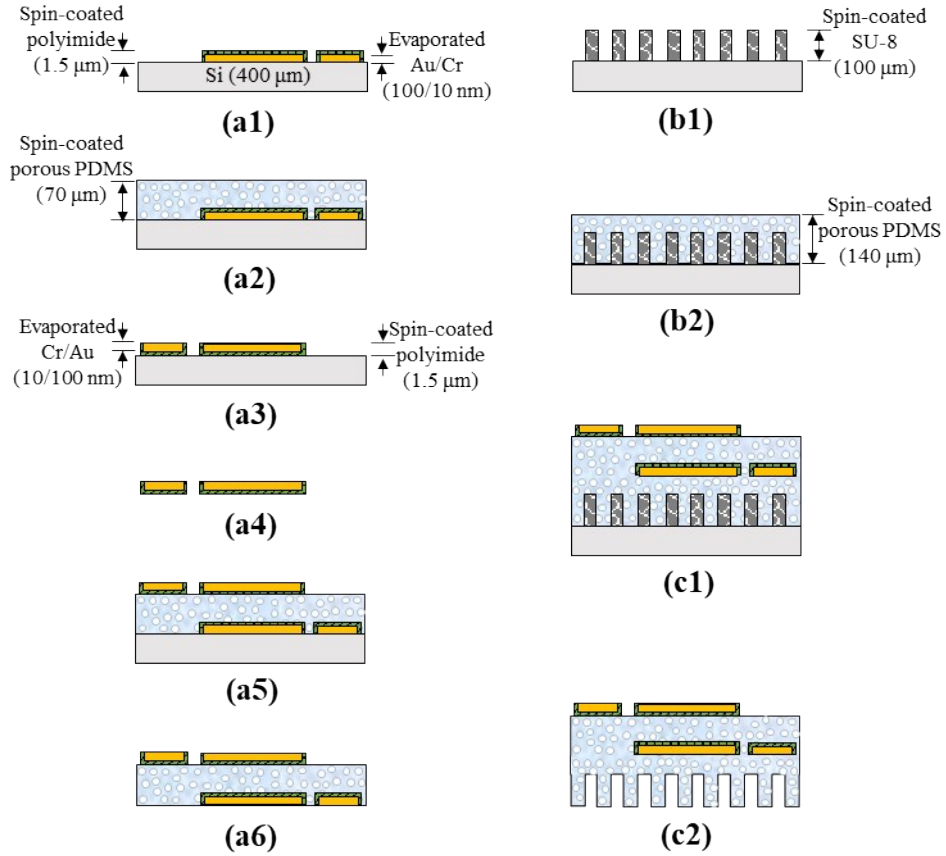 Spin-coated
polyimide
(1.5 μm)
Si (400 μm)
Evaporated
Au/Cr
(100/10 nm)
(a1)
Spin-coated
SU-8
(100 μm)
(b1)
Spin-coated
porous PDMS
(70 μm)
(a2)
Spin-coated
porous PDMS
(140 μm)
(b2)
Evaporated
Cr/Au
(10/100 nm)
Spin-coated
polyimide
(1.5 μm)
(a3)
(a4)
(c1)
(a5)
(a6)
(c2)